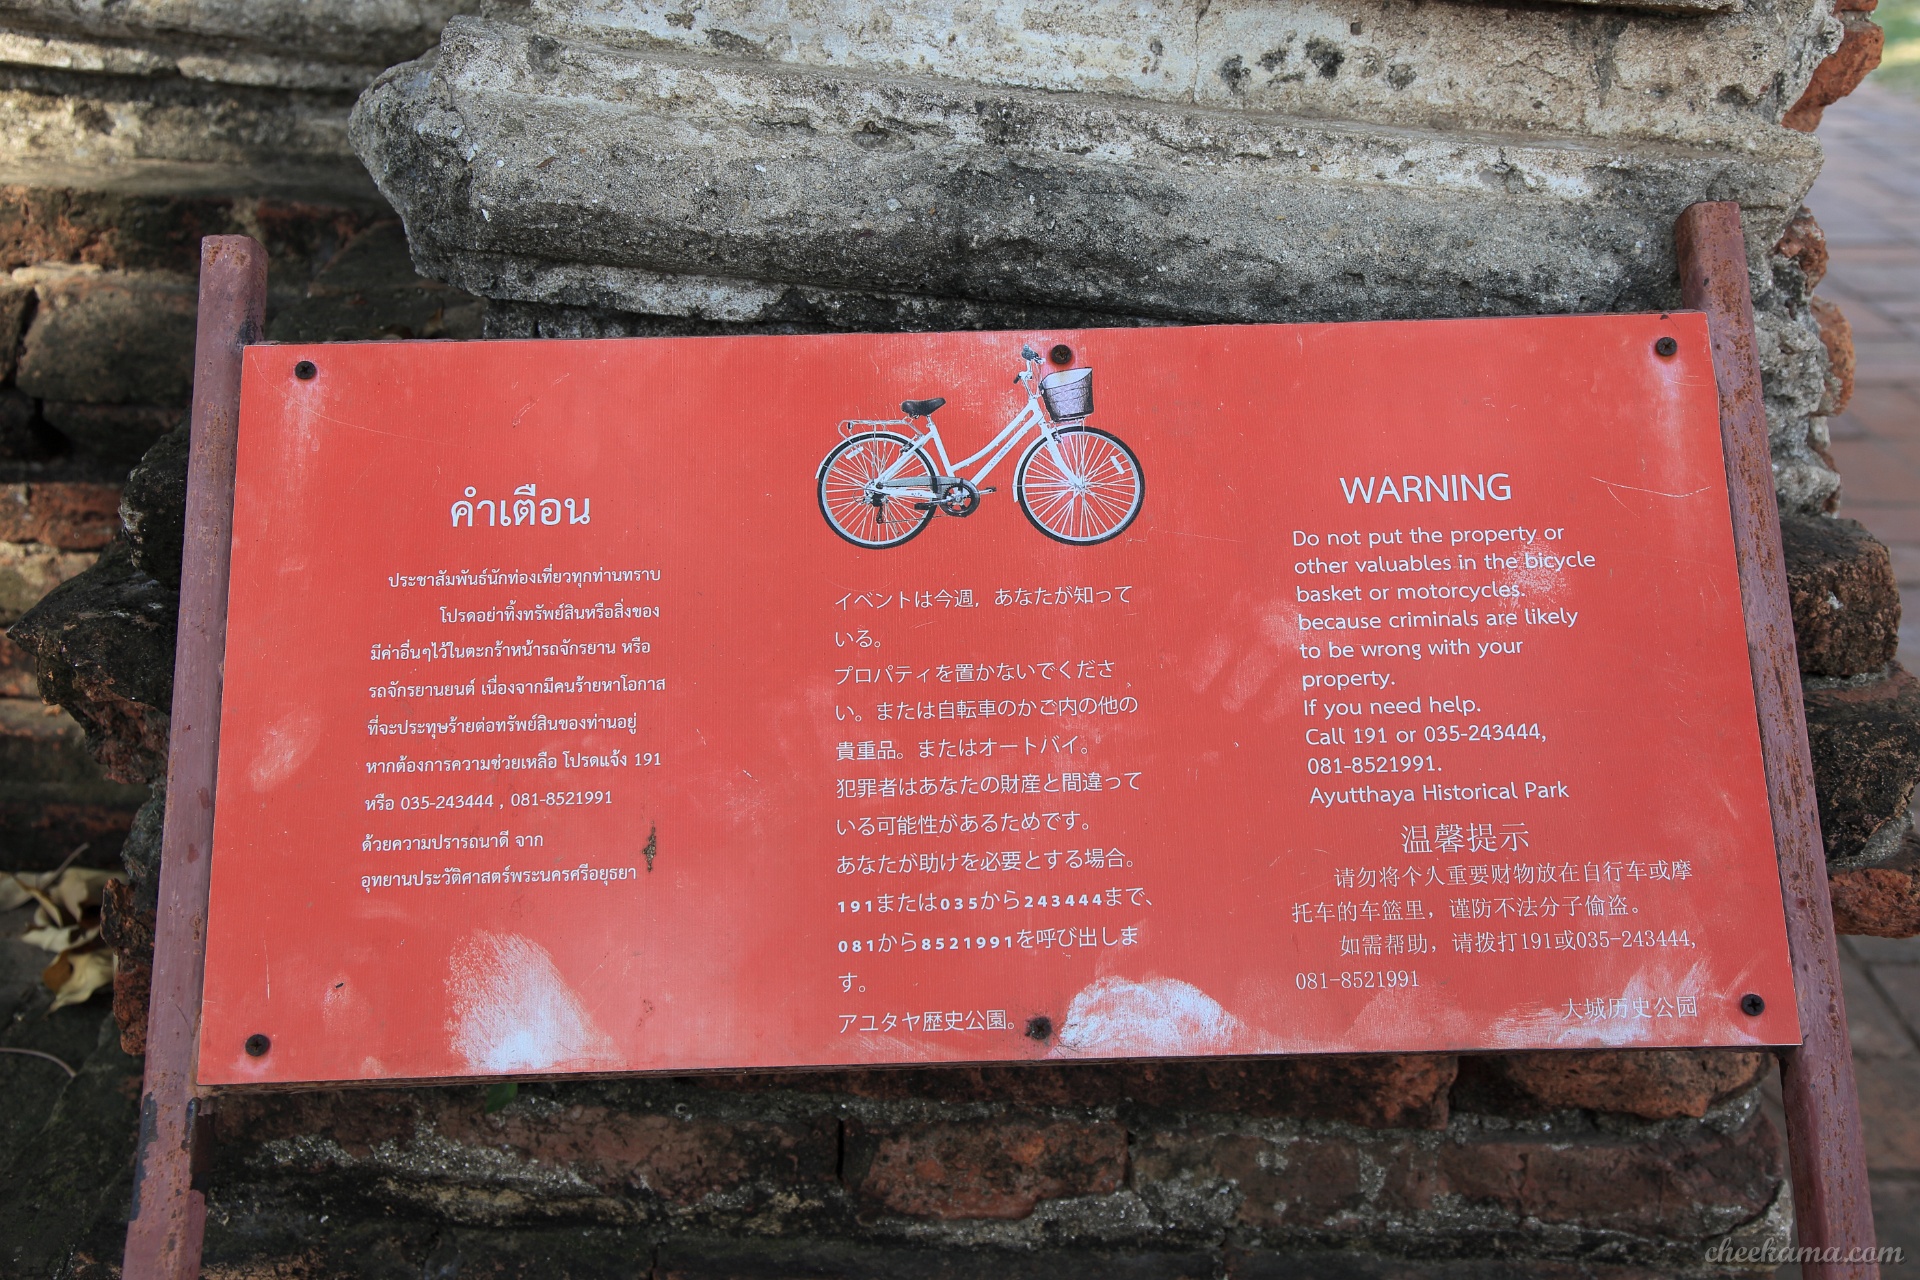 คำเตือน
ประชาสัมพันธ์นักท่องเที่ยวทุกท่านทราบ
โปรดอย่าทิ้งทรัพย์สินหรือสิ่งของ
มีค่าอื่นๆไว้ในตะกร้าหน้ารถจักรยาน หรือ
รถจักรยานยนต์ เนื่องจากมีคนร้ายหาโอกาส
ที่จะประทุษร้ายต่อทรัพย์สินของท่านอยู่
หากต้องการความช่วยเหลือ โปรดแจ้ง 191
หรือ 035-243444 , 081-8521991
ด้วยความปรารถนาดี จาก
อุทยานประวัติศาสตร์พระนครศรีอยุธยา
イベントは今週，あなたが知って
いる。
プロパティを置かないでくださ
い。または自転車のかご内の他の
貴重品。またはオートバイ。
犯罪者はあなたの財産と間違って
いる可能性があるためです。
あなたが助けを必要とする場合。
191または035から243444まで、
081から8521991を呼び出しま
す。
アユタヤ歴史公園。
WARNING
Do not put the property or
other valuables in the bicycle
basket or motorcycles.
because criminals are likely
to be wrong with your
property.
If you need help.
Call 191 or 035-243444,
081-8521991.
Ayutthaya Historical Park
温馨提示
请勿将个人重要财物放在自行车或摩
托车的车篮里，谨防不法分子偷盗。
如需帮助，请拨打191或035-243444,
081-8521991
大城历史公园
cheekama.com